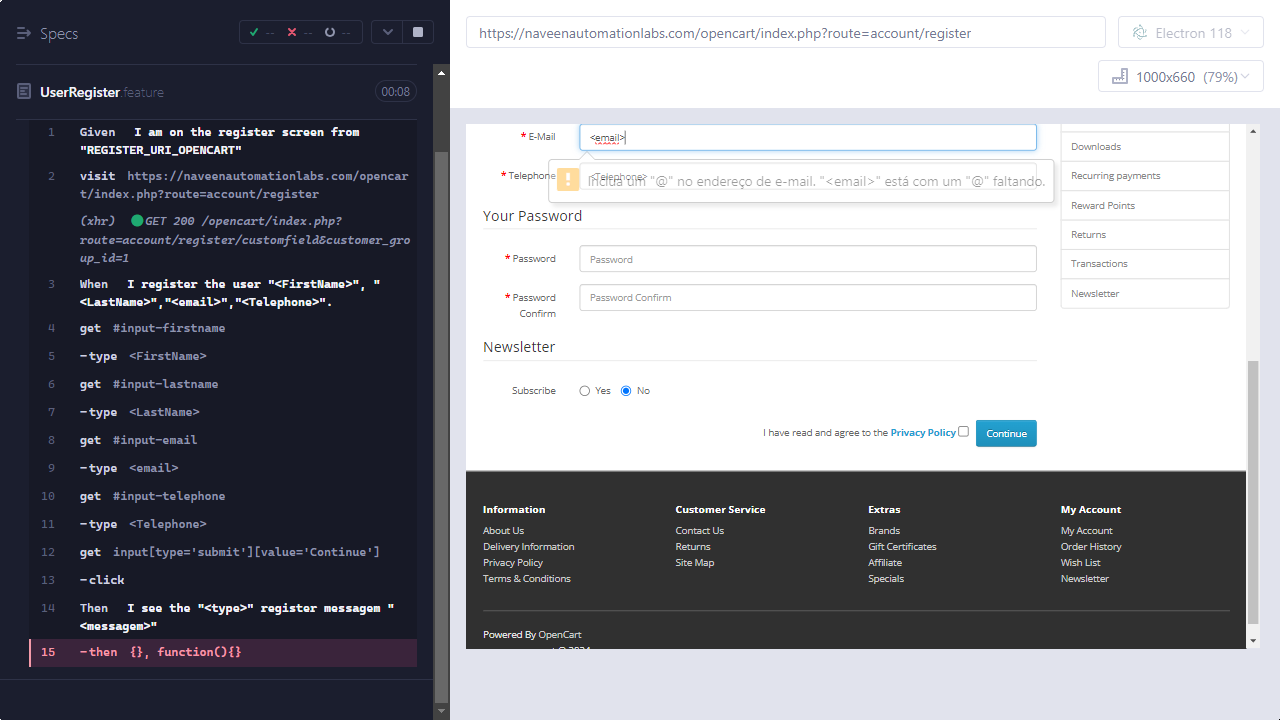 Specs
-- -- --
https://naveenautomationlabs.com/opencart/index.php?route=account/register
Electron 118
1000x660 (79%)
UserRegister.feature
00:08
1 Given I am on the register screen from
"REGISTER_URI_OPENCART"
2 visit https://naveenautomationlabs.com/opencar
t/index.php?route=account/register
(xhr) GET 200 /opencart/index.php?
route=account/register/customfield&customer_gro
up_id=1
3 When I register the user "<FirstName>", "
<LastName>","<email>","<Telephone>".
4 get #input-firstname
5 -type <FirstName>
6 get #input-lastname
7 -type <LastName>
8 get #input-email
9 -type <email>
10 get #input-telephone
11 -type <Telephone>
12 get input[type='submit'][value='Continue']
13 -click
14 Then I see the "<type>" register messagem "
<messagem>"
15 -then {}, function(){}
* E-Mail
<email>
* Telephone
<Telephone>
Inclua um "@" no endereço de e-mail. "<email>" está com um "@" faltando.
Your Password
* Password
Password
* Password
Confirm
Password Confirm
Newsletter
Subscribe
Yes No
I have read and agree to the Privacy Policy
Continue
Downloads
Recurring payments
Reward Points
Returns
Transactions
Newsletter
Information
About Us
Delivery Information
Privacy Policy
Terms & Conditions
Customer Service
Contact Us
Returns
Site Map
Extras
Brands
Gift Certificates
Affiliate
Specials
My Account
My Account
Order History
Wish List
Newsletter
Powered By OpenCart